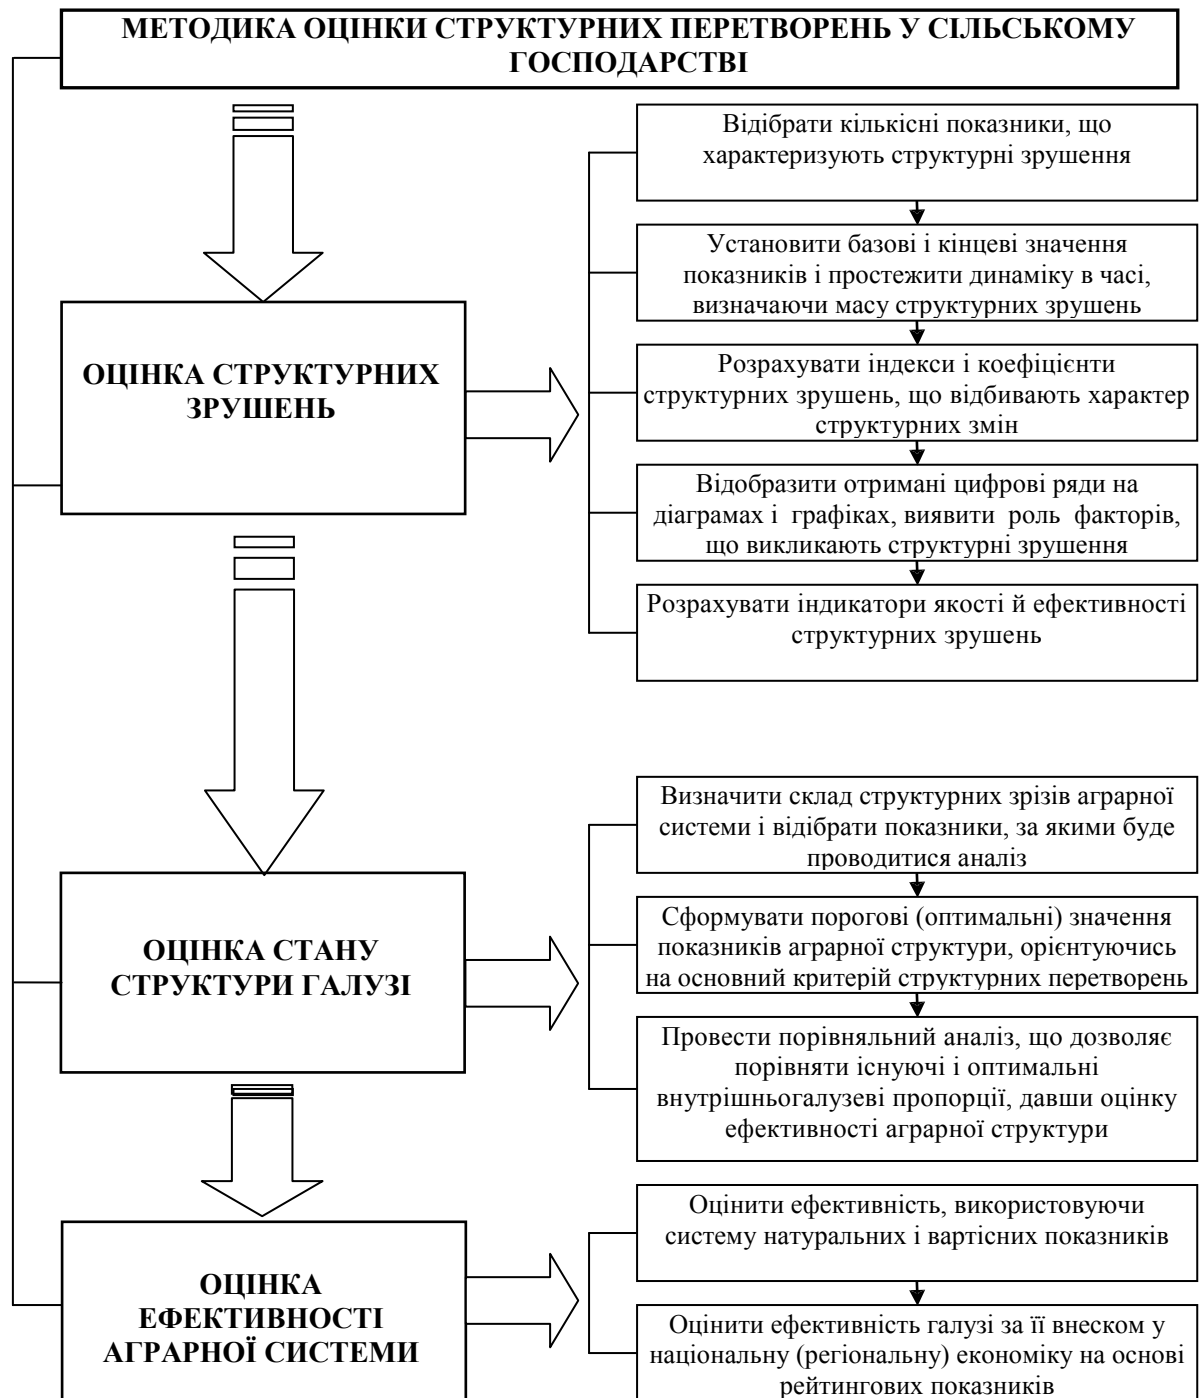 МЕТОДИКА ОЦІНКИ СТРУКТУРНИХ ПЕРЕТВОРЕНЬ У СІЛЬСЬКОМУ
ГОСПОДАРСТВІ
ОЦІНКА СТРУКТУРНИХ
ЗРУШЕНЬ
Відібрати кількісні показники, що
характеризують структурні зрушення
Установити базові і кінцеві значення
показників і простежити динаміку в часі,
визначаючи масу структурних зрушень
Розрахувати індекси і коефіцієнти
структурних зрушень, що відбивають характер
структурних змін
Відобразити отримані цифрові ряди на
діаграмах і графіках, виявити роль факторів,
що викликають структурні зрушення
Розрахувати індикатори якості й ефективності
структурних зрушень
ОЦІНКА СТАНУ
СТРУКТУРИ ГАЛУЗІ
Визначити склад структурних зрізів аграрної
системи і відібрати показники, за якими буде
проводитися аналіз
Сформувати порогові (оптимальні) значення
показників аграрної структури, орієнтуючись
на основний критерій структурних перетворень
Провести порівняльний аналіз, що дозволяє
порівняти існуючі і оптимальні
внутрішньогалузеві пропорції, давши оцінку
ефективності аграрної структури
ОЦІНКА
ЕФЕКТИВНОСТІ
АГРАРНОЇ СИСТЕМИ
Оцінити ефективність, використовуючи
систему натуральних і вартісних показників
Оцінити ефективність галузі за її внеском у
національну (регіональну) економіку на основі
рейтингових показників